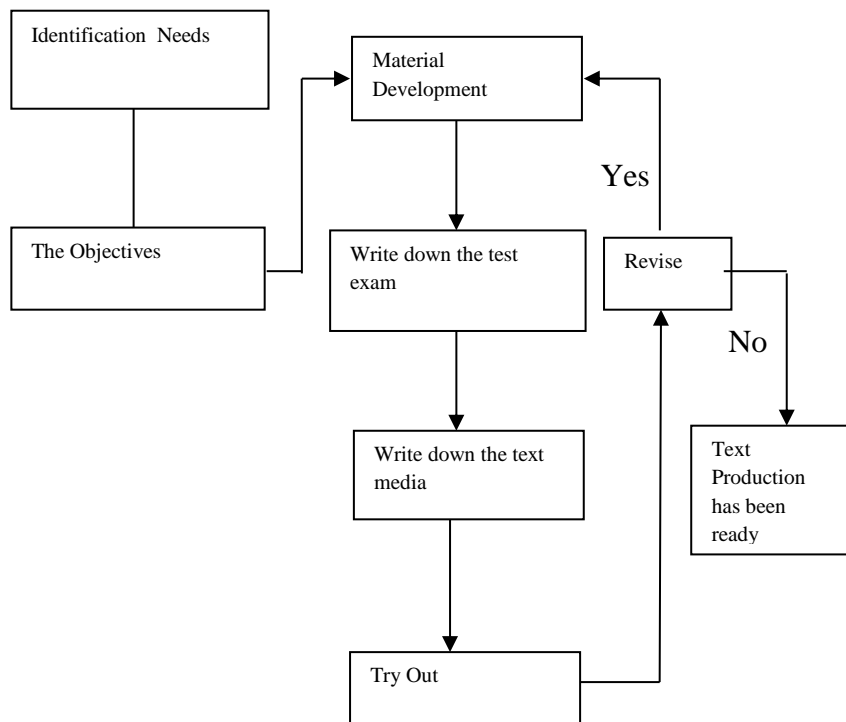 Identification Needs
Material
Development
Yes
The Objectives
Write down the test
exam
Revise
No
Write down the text
media
Text
Production
has been
ready
Try Out